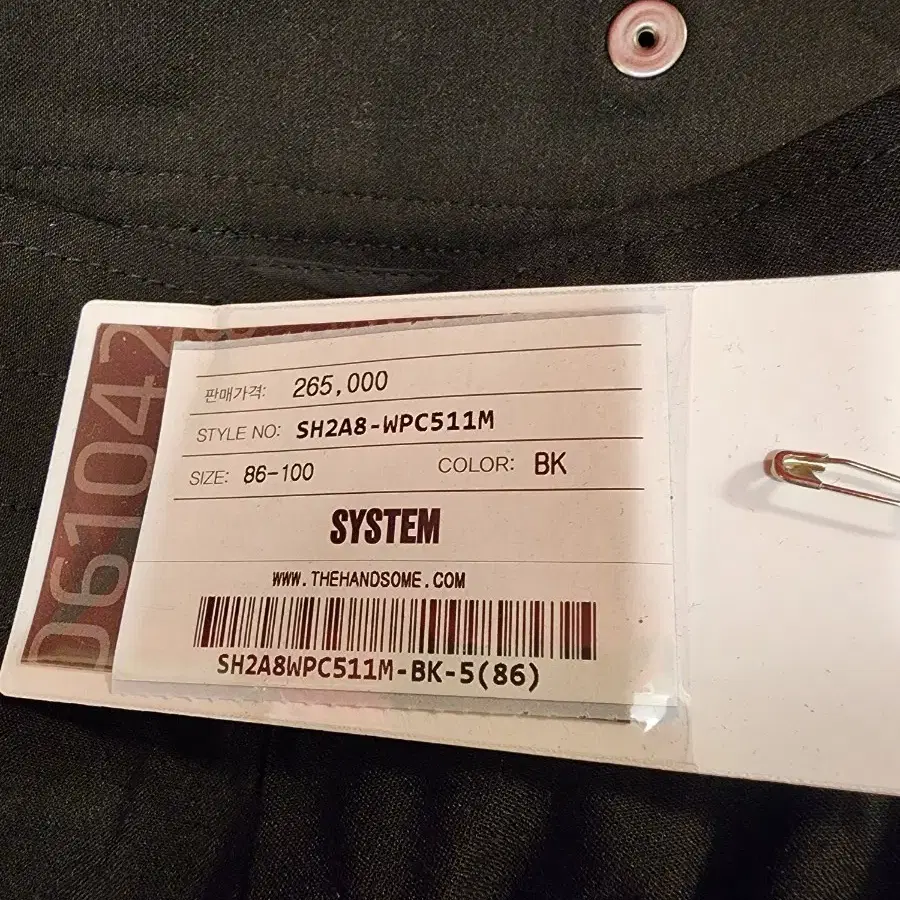 판매가격: 265,000
STYLE NO: SH2A8-WPC511M
SIZE: 86-100 COLOR: BK
SYSTEM
WWW.THEHANDSOME.COM
SH2A8WPC511M-BK-5(86)
061042